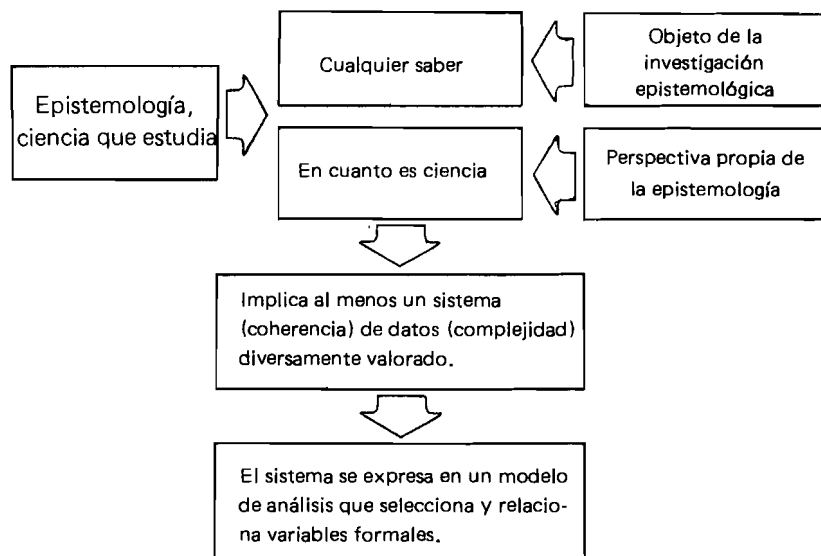 Epistemología,
ciencia que estudia
Cualquier saber
Objeto de la
investigación
epistemológica
En cuanto es ciencia
Perspectiva propia de
la epistemología
Implica al menos un sistema
(coherencia) de datos (complejidad)
diversamente valorado.
El sistema se expresa en un modelo
de análisis que selecciona y relacio-
na variables formales.